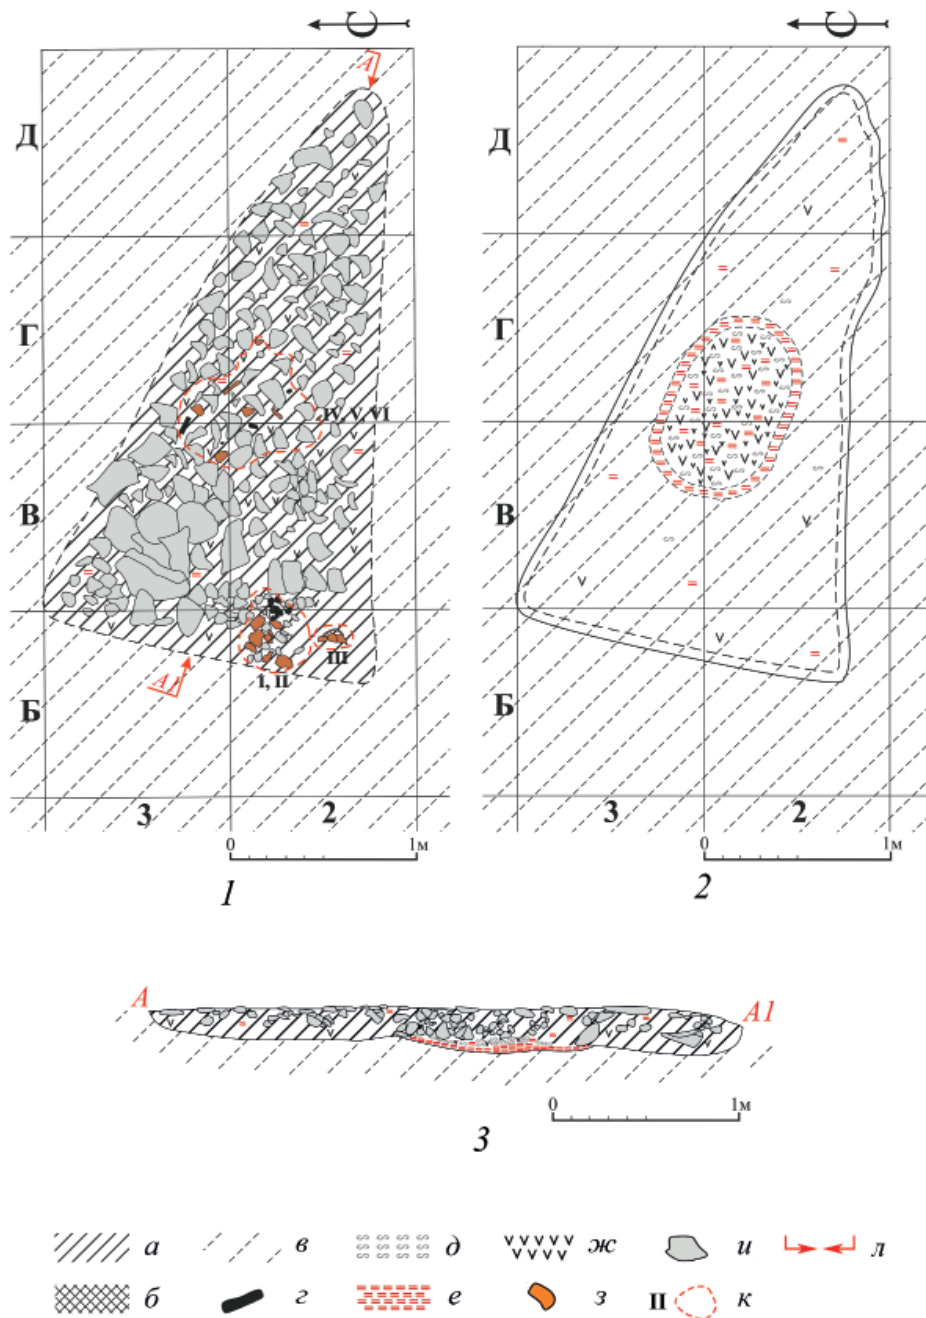 С С
А
Д Д
Г Г
IV, V, VI
В В
III
А1 I, II
Б Б
3 2 3 2
0 1м 0 1м
1 2
А А1
0 1м
3
а в д ж и л
б г е з II к